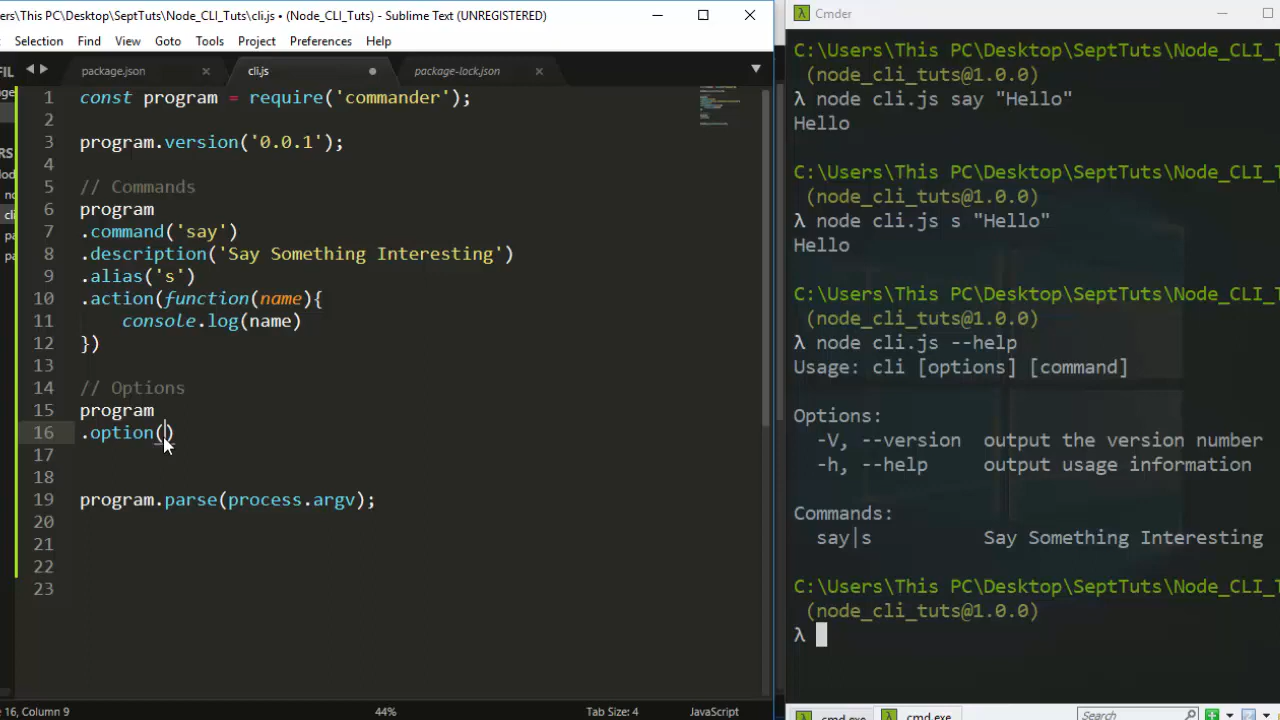 ers\This PC\Desktop\SeptTuts\Node_CLI_Tuts\cli.js • (Node_CLI_Tuts) - Sublime Text (UNREGISTERED)
Selection Find View Goto Tools Project Preferences Help
package.json cli.js package-lock.json
1 const program = require('commander');
2
3 program.version('0.0.1');
4
5 // Commands
6 program
7 .command('say')
8 .description('Say Something Interesting')
9 .alias('s')
10 .action(function(name){
11 console.log(name)
12 })
13
14 // Options
15 program
16 .option()
17
18
19 program.parse(process.argv);
20
21
22
23
e 16, Column 9 44% Tab Size: 4 JavaScript
Cmder
C:\Users\This PC\Desktop\SeptTuts\Node_CLI_T
(node_cli_tuts@1.0.0)
λ node cli.js say "Hello"
Hello
C:\Users\This PC\Desktop\SeptTuts\Node_CLI_T
(node_cli_tuts@1.0.0)
λ node cli.js s "Hello"
Hello
C:\Users\This PC\Desktop\SeptTuts\Node_CLI_T
(node_cli_tuts@1.0.0)
λ node cli.js --help
Usage: cli [options] [command]
Options:
-V, --version output the version number
-h, --help output usage information
Commands:
say|s Say Something Interesting
C:\Users\This PC\Desktop\SeptTuts\Node_CLI_T
(node_cli_tuts@1.0.0)
λ
cmd.exe cmd.exe Search